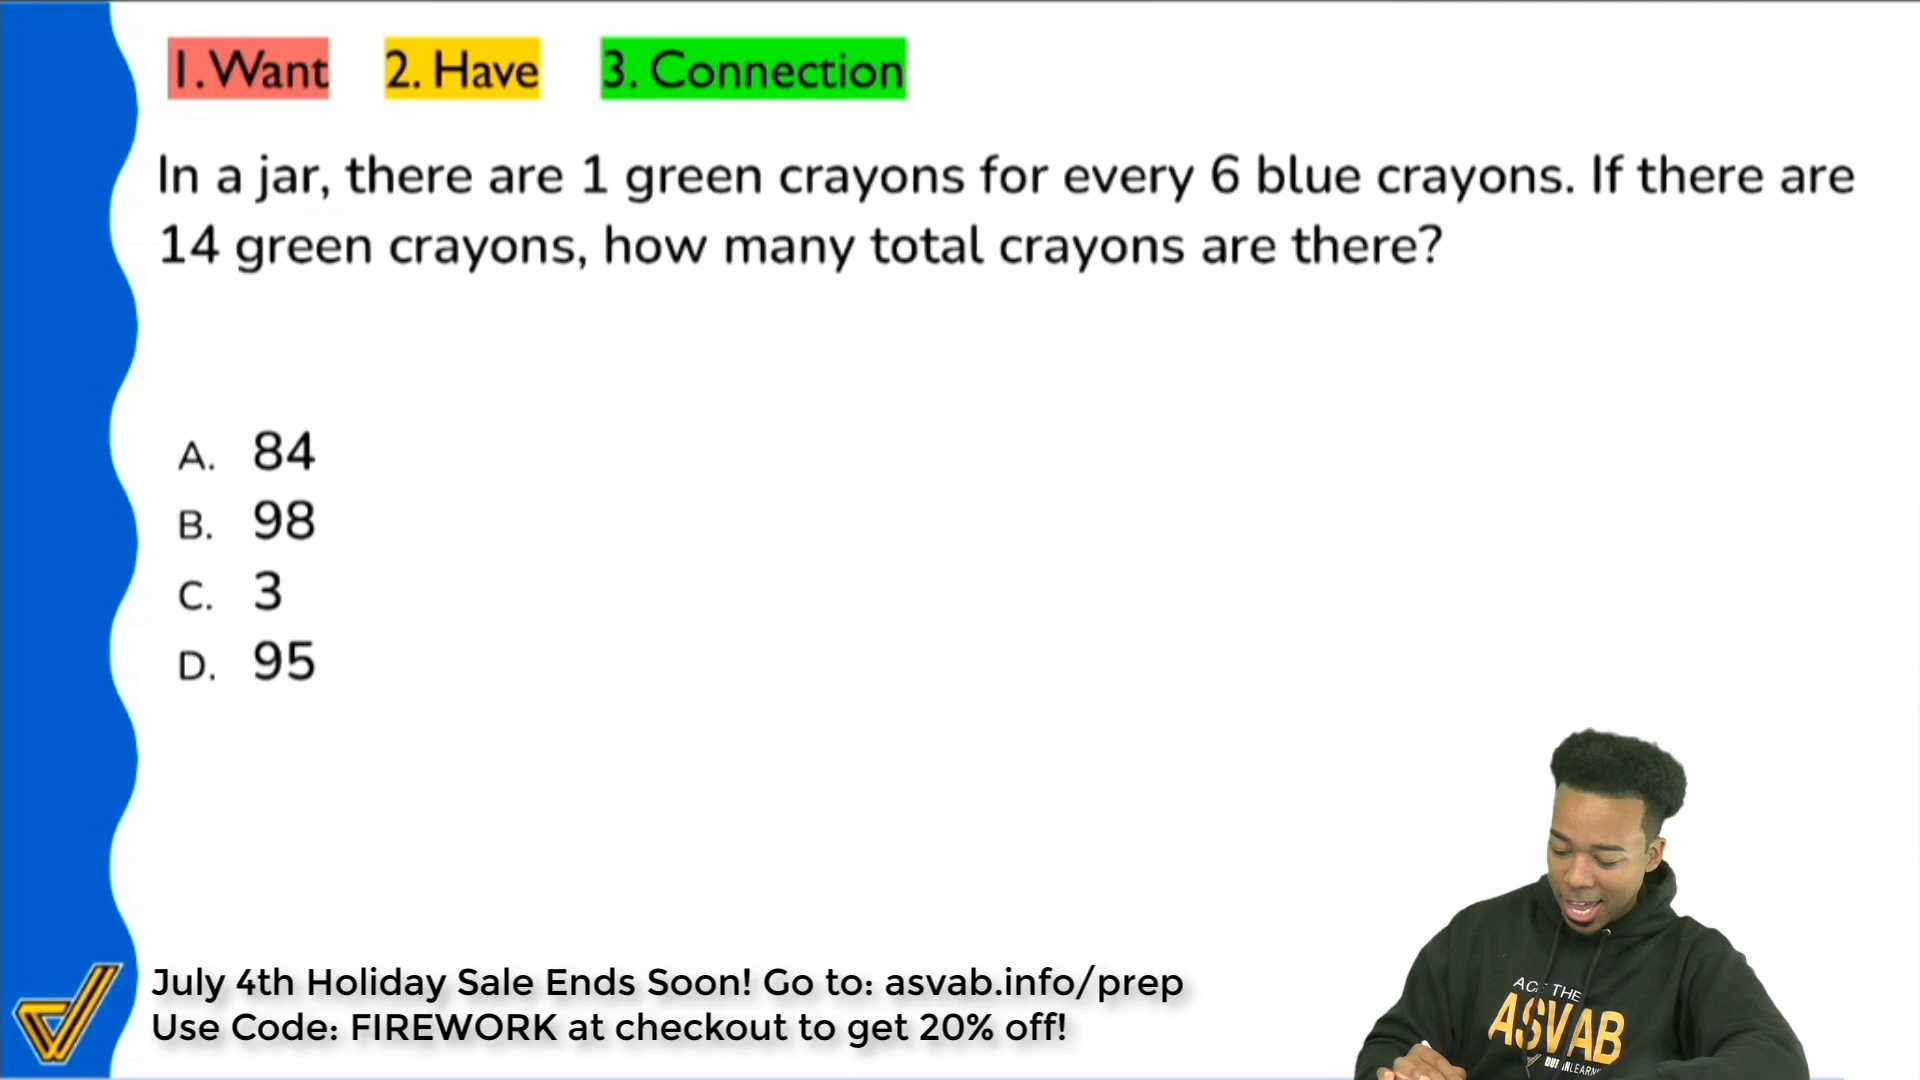 1. Want 2. Have 3. Connection
In a jar, there are 1 green crayons for every 6 blue crayons. If there are
14 green crayons, how many total crayons are there?
A. 84
B. 98
C. 3
D. 95
July 4th Holiday Sale Ends Soon! Go to: asvab.info/prep
Use Code: FIREWORK at checkout to get 20% off!
ACE THE
ASVAB